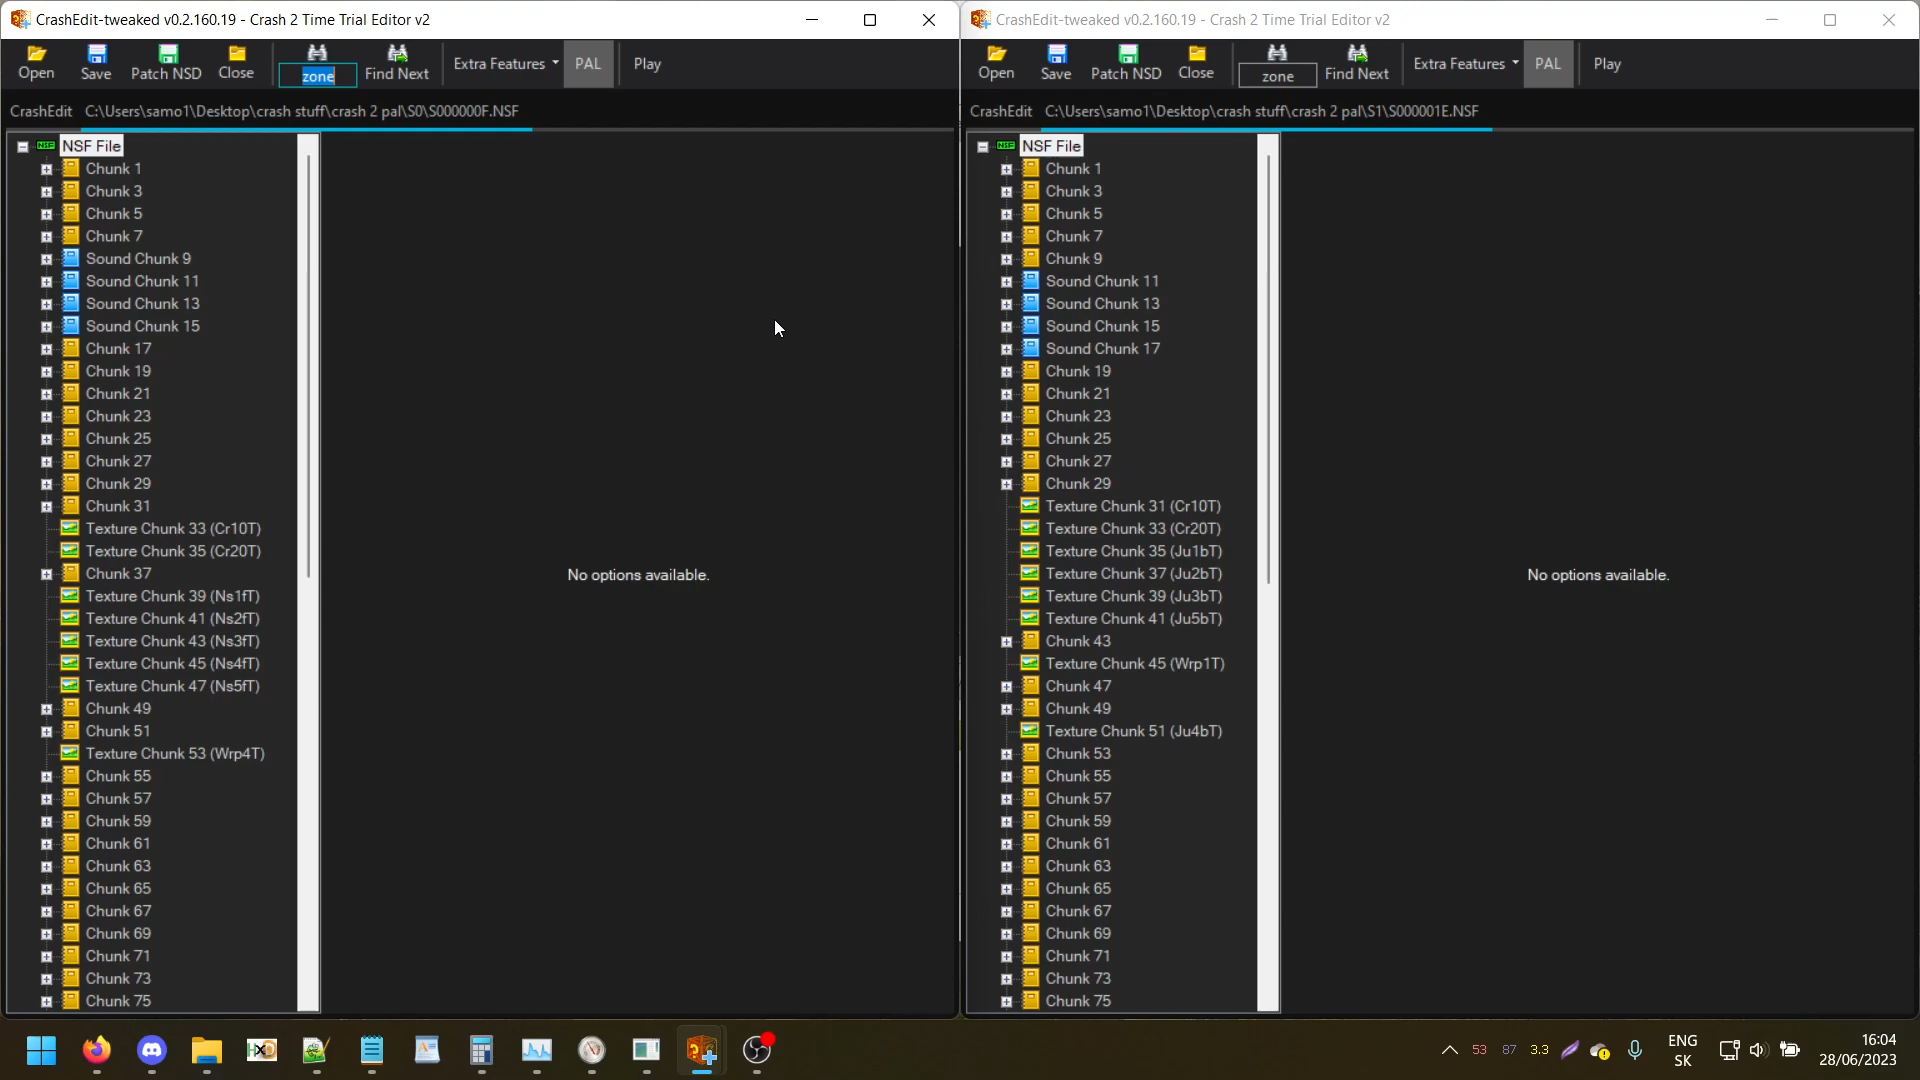 CrashEdit-tweaked v0.2.160.19 - Crash 2 Time Trial Editor v2
Open
Save
Patch NSD
Close
zone
Find Next
Extra Features
PAL
Play
CrashEdit C:\Users\samo1\Desktop\crash stuff\crash 2 pal\S0\S000000F.NSF
NSF File
Chunk 1
Chunk 3
Chunk 5
Chunk 7
Sound Chunk 9
Sound Chunk 11
Sound Chunk 13
Sound Chunk 15
Chunk 17
Chunk 19
Chunk 21
Chunk 23
Chunk 25
Chunk 27
Chunk 29
Chunk 31
Texture Chunk 33 (Cr10T)
Texture Chunk 35 (Cr20T)
Chunk 37
Texture Chunk 39 (Ns1fT)
Texture Chunk 41 (Ns2fT)
Texture Chunk 43 (Ns3fT)
Texture Chunk 45 (Ns4fT)
Texture Chunk 47 (Ns5fT)
Chunk 49
Chunk 51
Texture Chunk 53 (Wrp4T)
Chunk 55
Chunk 57
Chunk 59
Chunk 61
Chunk 63
Chunk 65
Chunk 67
Chunk 69
Chunk 71
Chunk 73
Chunk 75
No options available.
CrashEdit-tweaked v0.2.160.19 - Crash 2 Time Trial Editor v2
Open
Save
Patch NSD
Close
zone
Find Next
Extra Features
PAL
Play
CrashEdit C:\Users\samo1\Desktop\crash stuff\crash 2 pal\S1\S000001E.NSF
NSF File
Chunk 1
Chunk 3
Chunk 5
Chunk 7
Chunk 9
Sound Chunk 11
Sound Chunk 13
Sound Chunk 15
Sound Chunk 17
Chunk 19
Chunk 21
Chunk 23
Chunk 25
Chunk 27
Chunk 29
Texture Chunk 31 (Cr10T)
Texture Chunk 33 (Cr20T)
Texture Chunk 35 (Ju1bT)
Texture Chunk 37 (Ju2bT)
Texture Chunk 39 (Ju3bT)
Texture Chunk 41 (Ju5bT)
Chunk 43
Texture Chunk 45 (Wrp1T)
Chunk 47
Chunk 49
Texture Chunk 51 (Ju4bT)
Chunk 53
Chunk 55
Chunk 57
Chunk 59
Chunk 61
Chunk 63
Chunk 65
Chunk 67
Chunk 69
Chunk 71
Chunk 73
Chunk 75
No options available.
53 87 3.3
ENG
SK
16:04
28/06/2023